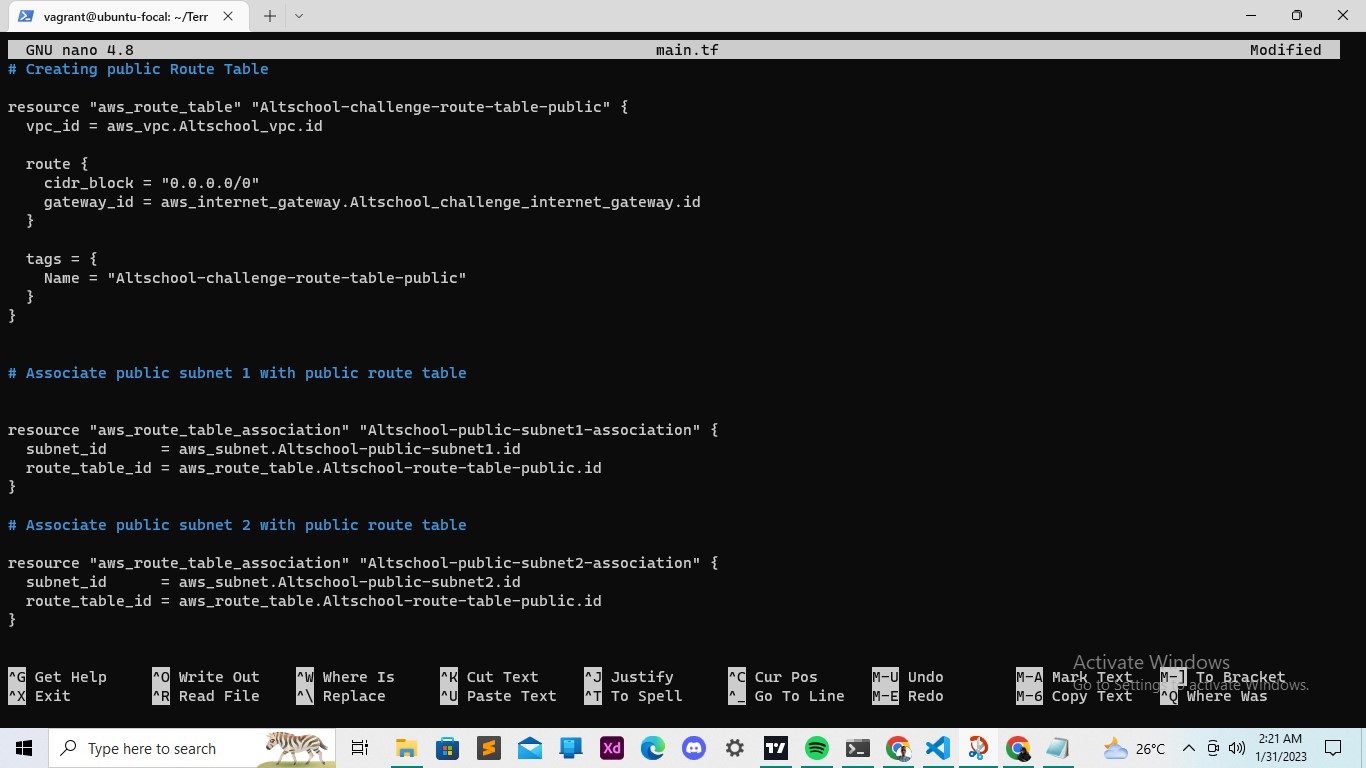 vagrant@ubuntu-focal: ~/Terr
GNU nano 4.8 main.tf Modified
# Creating public Route Table
resource "aws_route_table" "Altschool-challenge-route-table-public" {
  vpc_id = aws_vpc.Altschool_vpc.id
  route {
    cidr_block = "0.0.0.0/0"
    gateway_id = aws_internet_gateway.Altschool_challenge_internet_gateway.id
  }
  tags = {
    Name = "Altschool-challenge-route-table-public"
  }
}
# Associate public subnet 1 with public route table
resource "aws_route_table_association" "Altschool-public-subnet1-association" {
  subnet_id      = aws_subnet.Altschool-public-subnet1.id
  route_table_id = aws_route_table.Altschool-route-table-public.id
}
# Associate public subnet 2 with public route table
resource "aws_route_table_association" "Altschool-public-subnet2-association" {
  subnet_id      = aws_subnet.Altschool-public-subnet2.id
  route_table_id = aws_route_table.Altschool-route-table-public.id
}
Activate Windows
Go to Settings to activate Windows.
^G Get Help ^O Write Out ^W Where Is ^K Cut Text ^J Justify ^C Cur Pos M-U Undo M-A Mark Text M-] To Bracket
^X Exit ^R Read File ^\ Replace ^U Paste Text ^T To Spell ^_ Go To Line M-E Redo M-6 Copy Text ^Q Where Was
Type here to search Xd 26°C 2:21 AM
1/31/2023